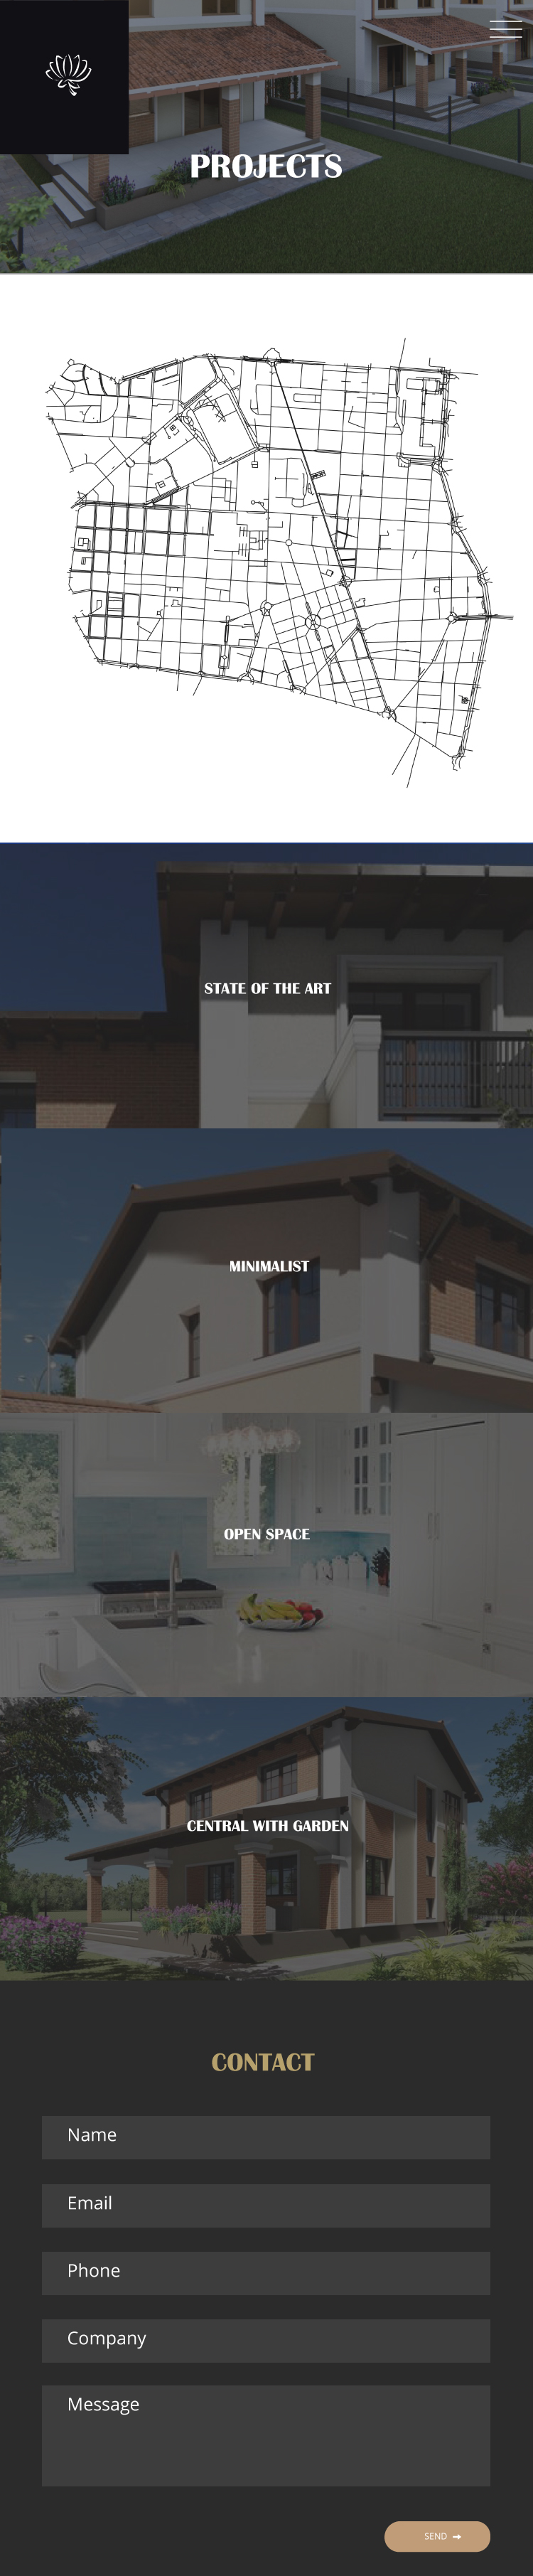 PROJECTS
STATE OF THE ART
MINIMALIST
OPEN SPACE
CENTRAL WITH GARDEN
CONTACT
Name
Email
Phone
Company
Message
SEND